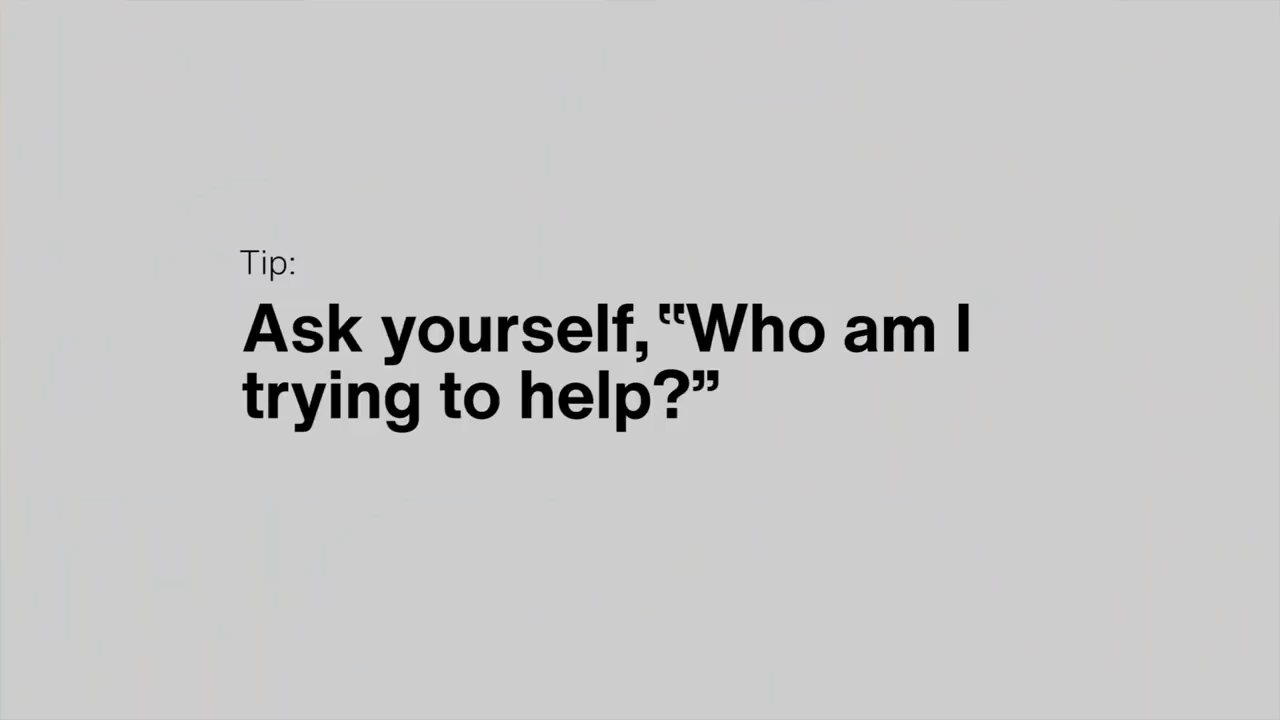 Tip:
Ask yourself, “Who am I
trying to help?”